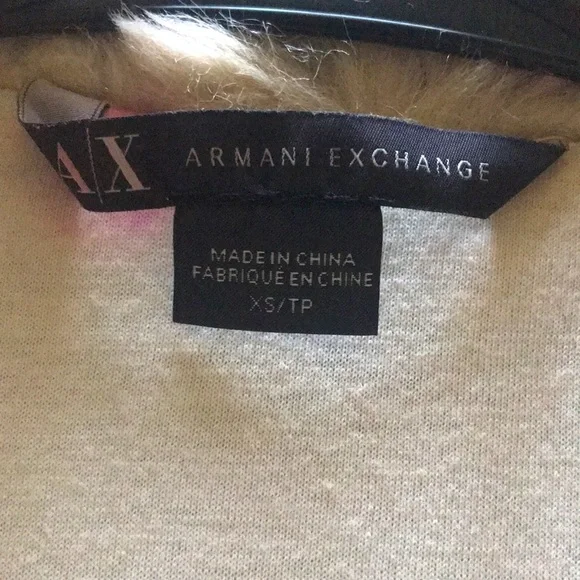 A|X ARMANI EXCHANGE
MADE IN CHINA
FABRIQUÉ EN CHINE
XS/TP